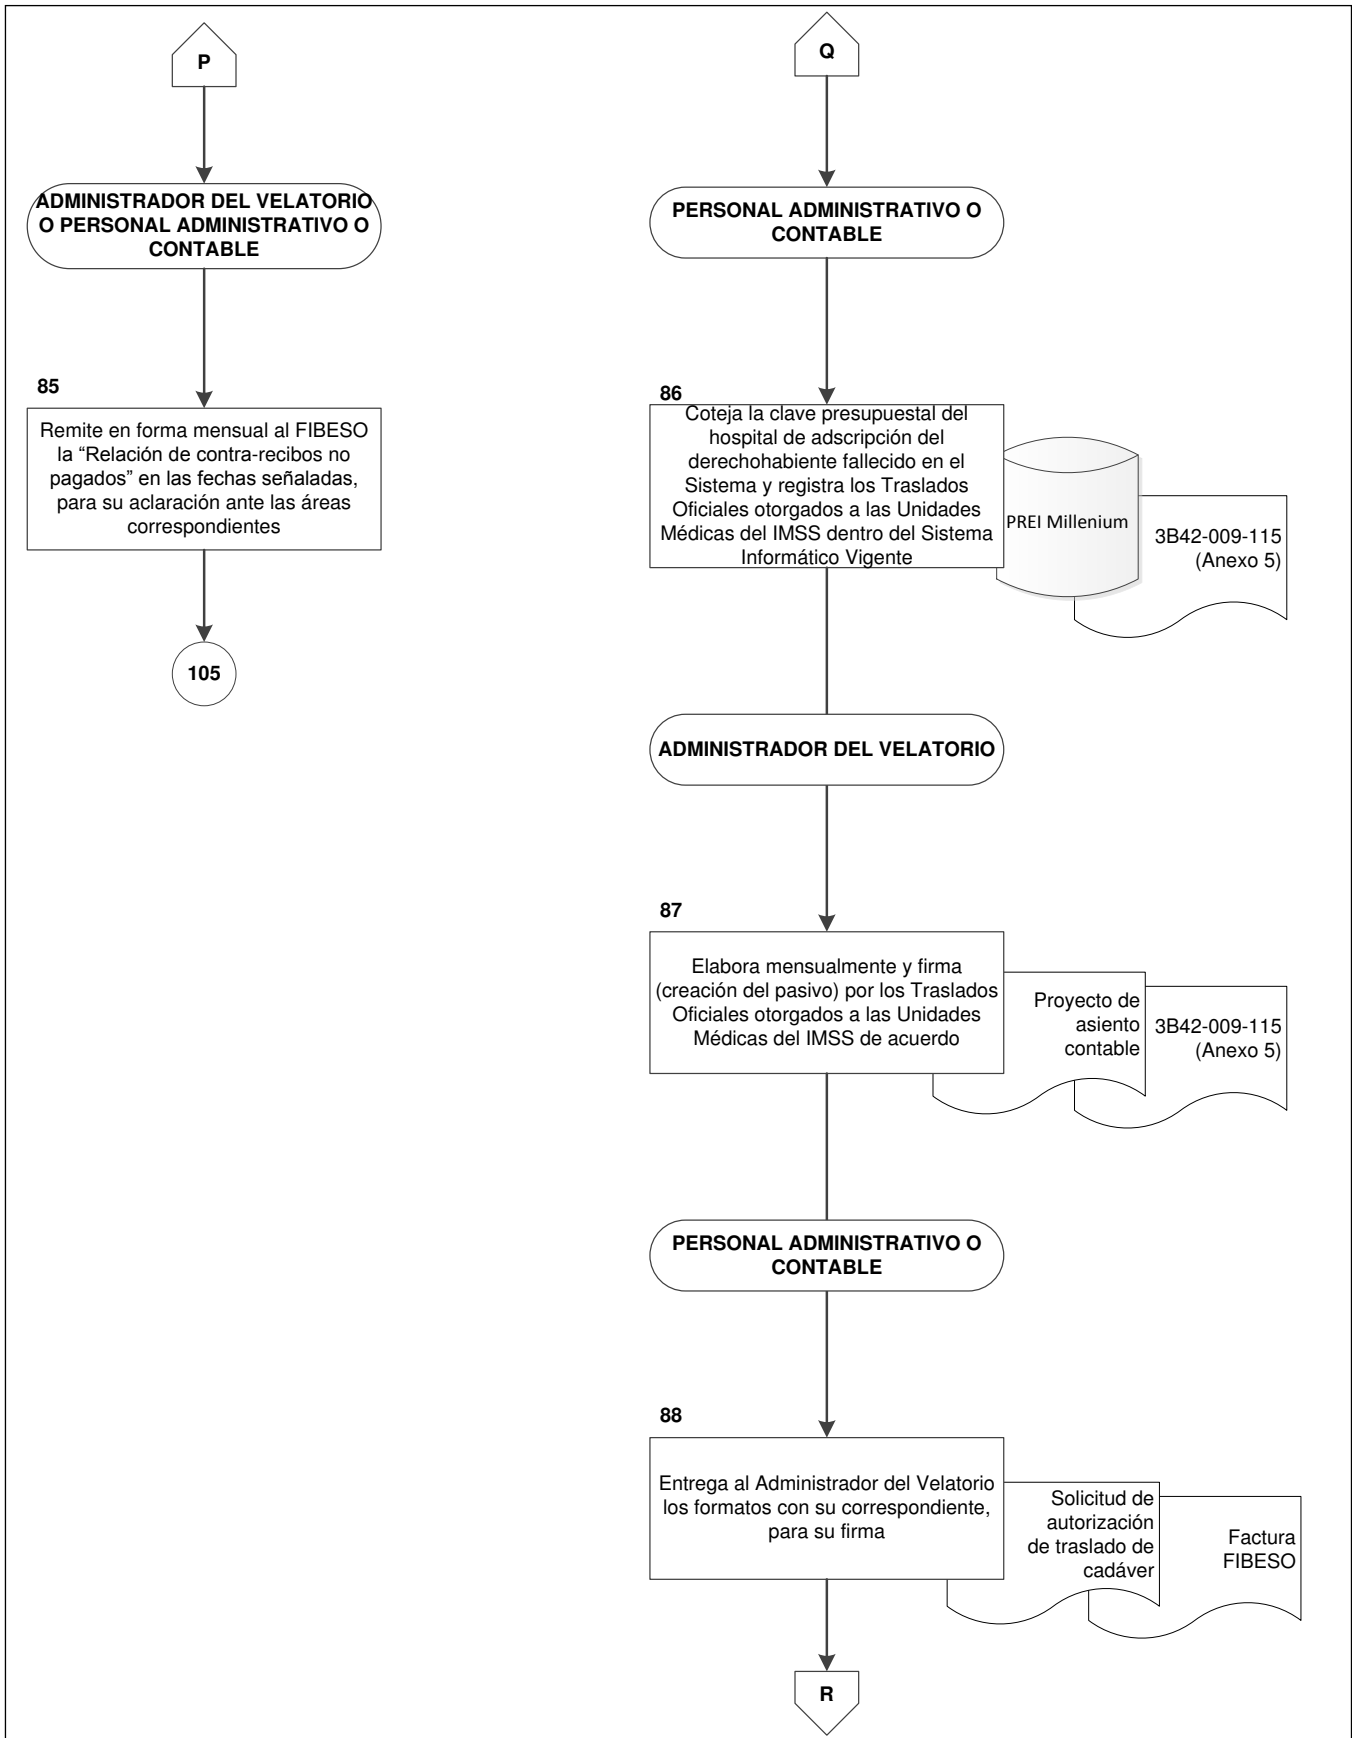 P
ADMINISTRADOR DEL VELATORIO
O PERSONAL ADMINISTRATIVO O
CONTABLE
85
Remite en forma mensual al FIBESO
la “Relación de contra-recibos no
pagados” en las fechas señaladas,
para su aclaración ante las áreas
correspondientes
105
Q
PERSONAL ADMINISTRATIVO O
CONTABLE
86
Coteja la clave presupuestal del
hospital de adscripción del
derechohabiente fallecido en el
Sistema y registra los Traslados
Oficiales otorgados a las Unidades
Médicas del IMSS dentro del Sistema
Informático Vigente
PREI Millenium
3B42-009-115
(Anexo 5)
ADMINISTRADOR DEL VELATORIO
87
Elabora mensualmente y firma
(creación del pasivo) por los Traslados
Oficiales otorgados a las Unidades
Médicas del IMSS de acuerdo
Proyecto de
asiento
contable
3B42-009-115
(Anexo 5)
PERSONAL ADMINISTRATIVO O
CONTABLE
88
Entrega al Administrador del Velatorio
los formatos con su correspondiente,
para su firma
Solicitud de
autorización
de traslado de
cadáver
Factura
FIBESO
R